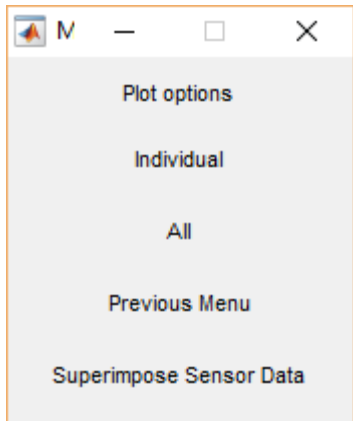 M
Plot options
Individual
All
Previous Menu
Superimpose Sensor Data